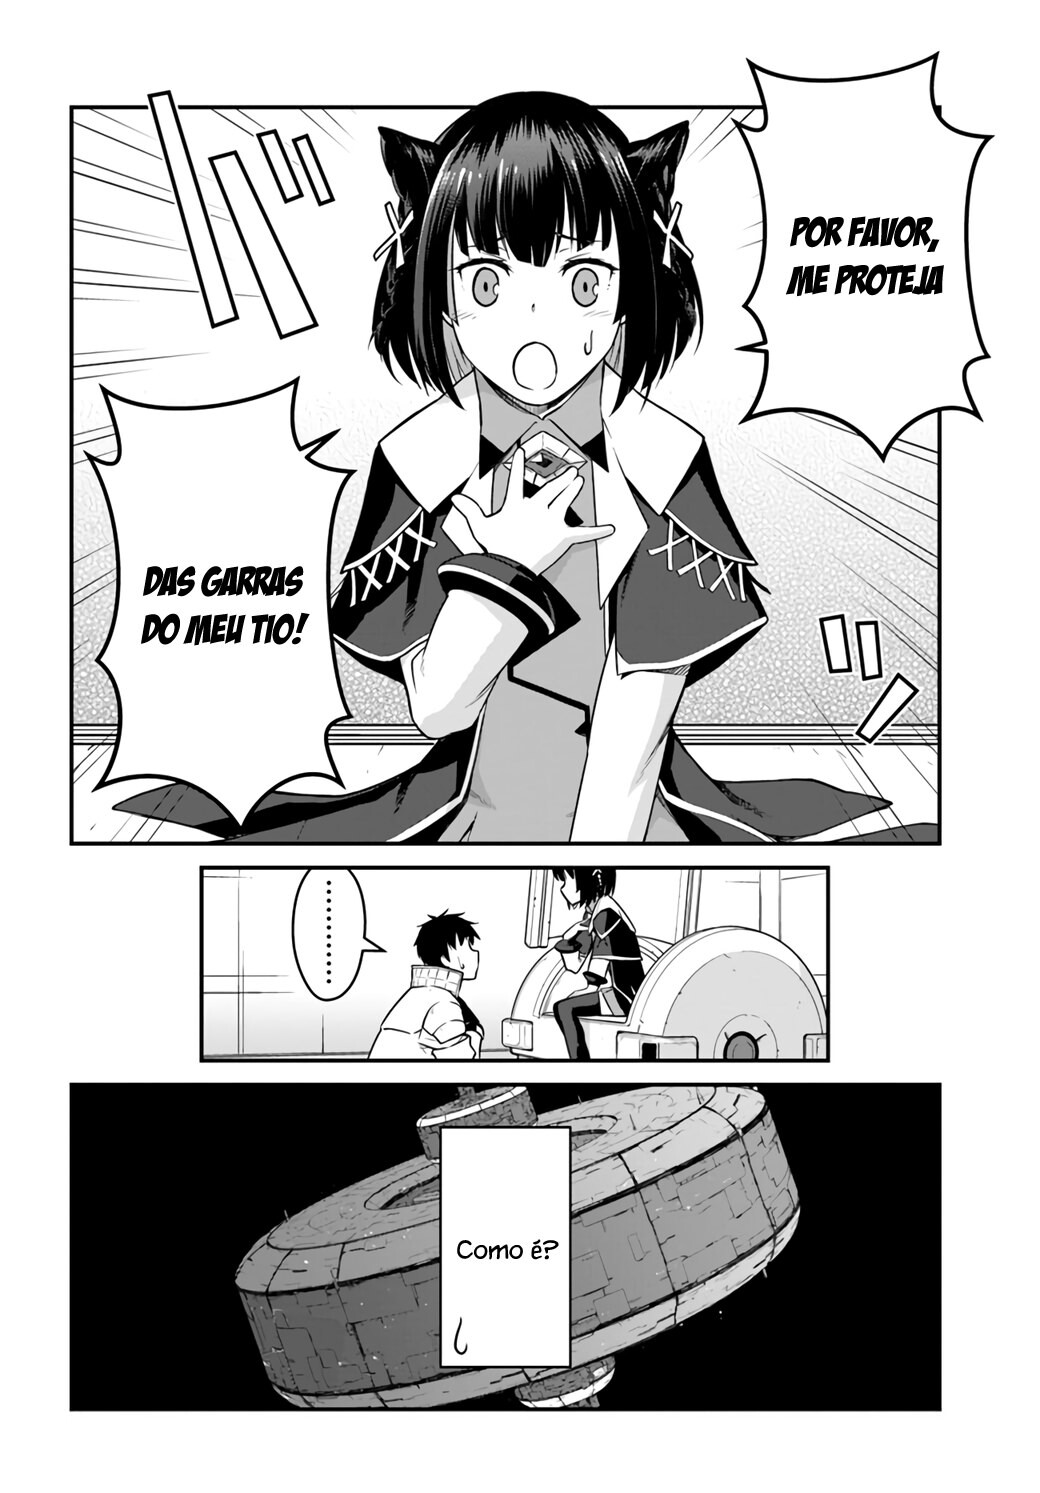 POR FAVOR,
ME PROTEJA
DAS GARRAS
DO MEU TIO!
Como é?